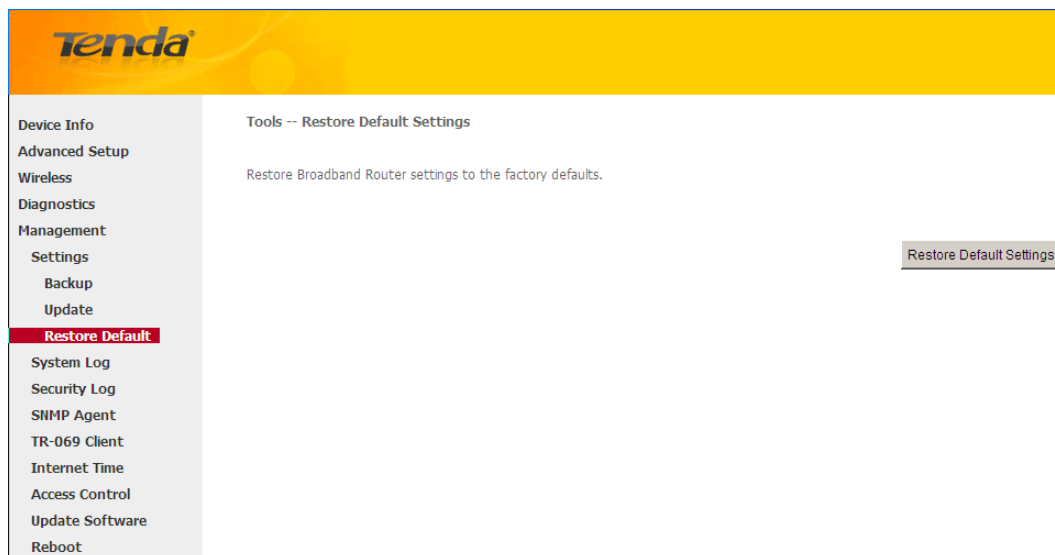 Tenda
Device Info
Advanced Setup
Wireless
Diagnostics
Management
Settings
Backup
Update
Restore Default
System Log
Security Log
SNMP Agent
TR-069 Client
Internet Time
Access Control
Update Software
Reboot
Tools -- Restore Default Settings
Restore Broadband Router settings to the factory defaults.
Restore Default Settings